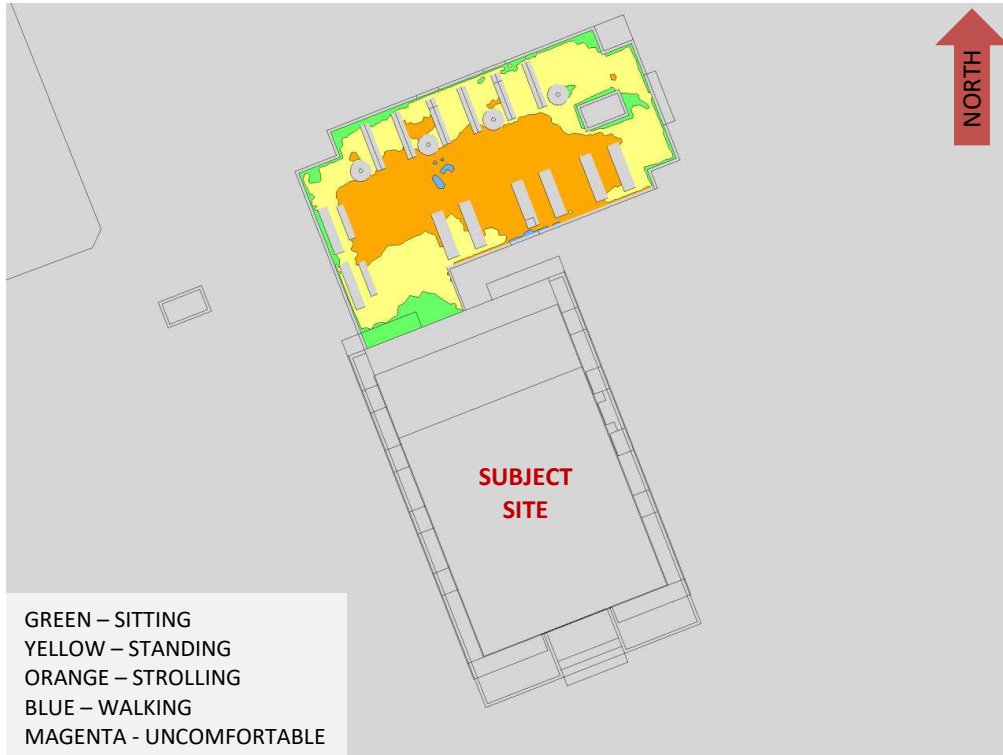 NORTH
SUBJECT
SITE
GREEN – SITTING
YELLOW – STANDING
ORANGE – STROLLING
BLUE – WALKING
MAGENTA - UNCOMFORTABLE